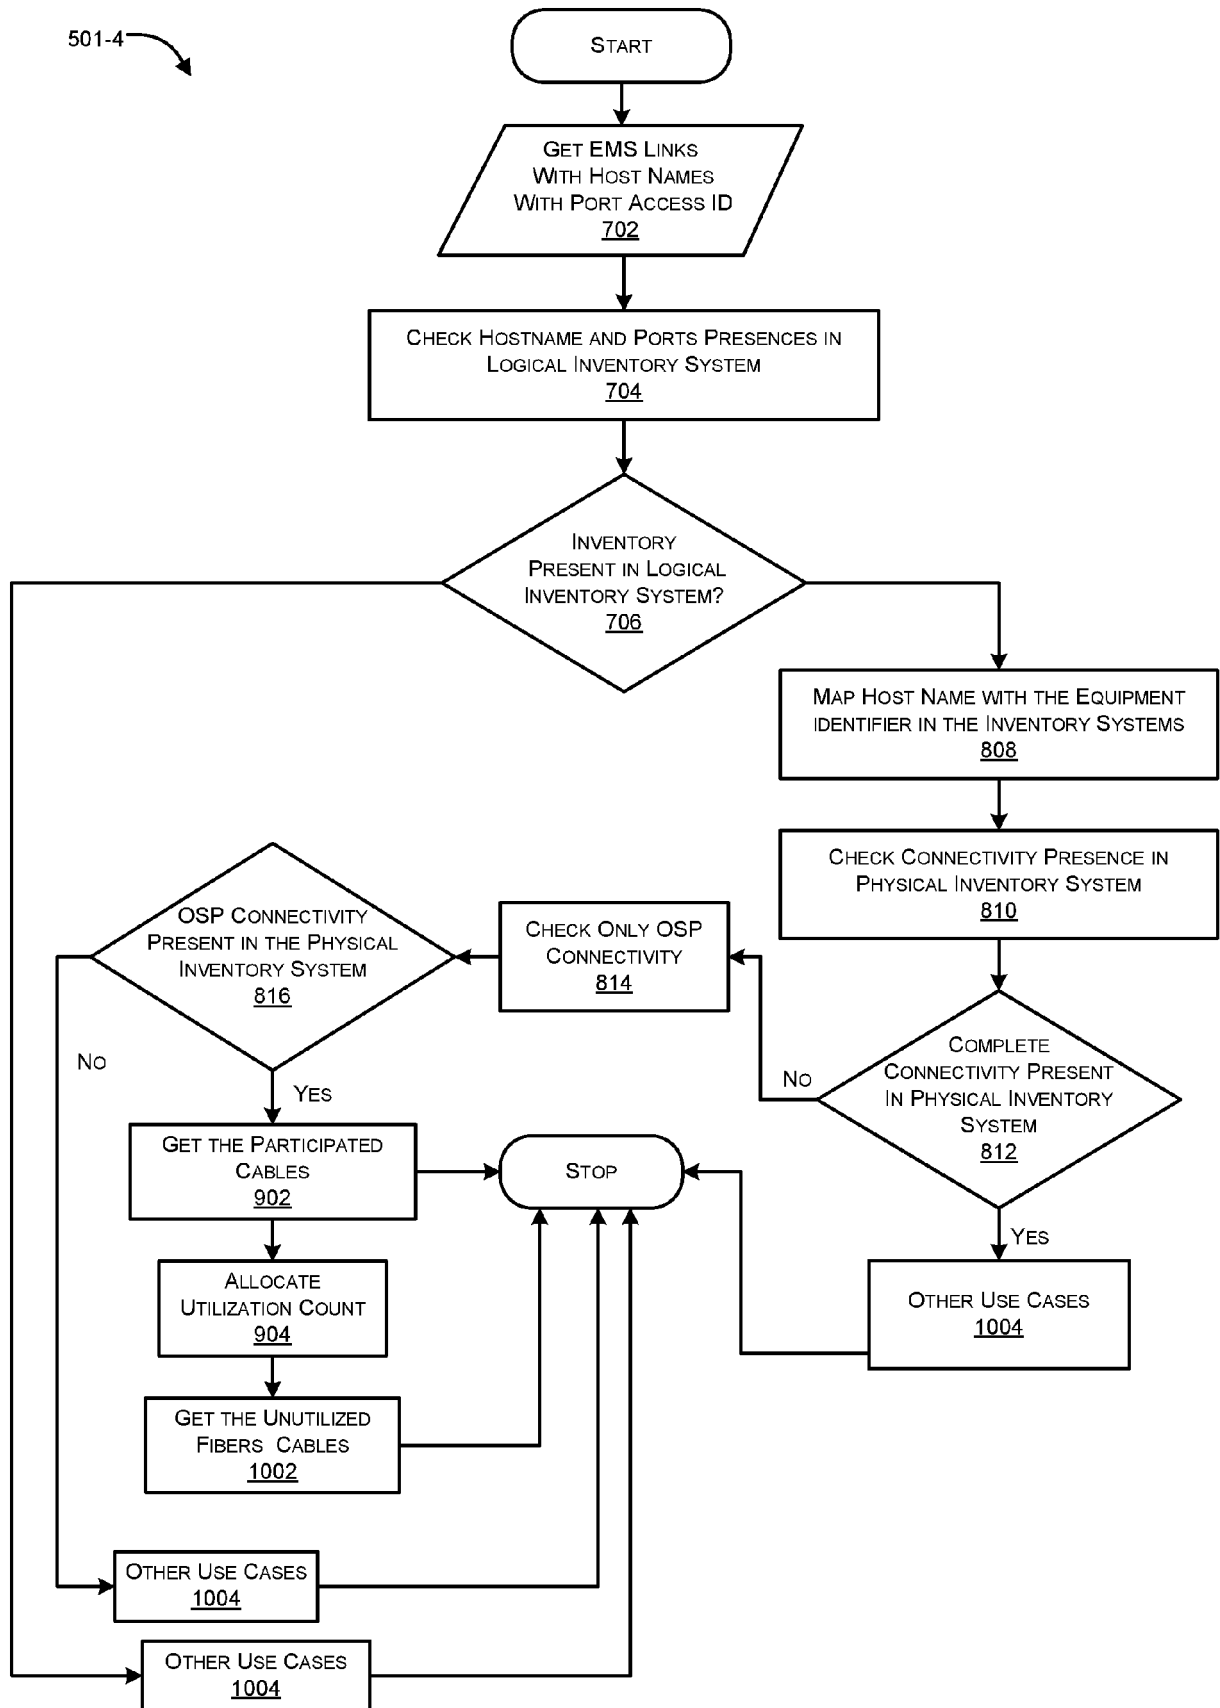 501-4
START
GET EMS LINKS
WITH HOST NAMES
WITH PORT ACCESS ID
702
CHECK HOSTNAME AND PORTS PRESENCES IN
LOGICAL INVENTORY SYSTEM
704
INVENTORY
PRESENT IN LOGICAL
INVENTORY SYSTEM?
706
MAP HOST NAME WITH THE EQUIPMENT
IDENTIFIER IN THE INVENTORY SYSTEMS
808
CHECK CONNECTIVITY PRESENCE IN
PHYSICAL INVENTORY SYSTEM
810
COMPLETE
CONNECTIVITY PRESENT
IN PHYSICAL INVENTORY
SYSTEM
812
NO
YES
OTHER USE CASES
1004
CHECK ONLY OSP
CONNECTIVITY
814
OSP CONNECTIVITY
PRESENT IN THE PHYSICAL
INVENTORY SYSTEM
816
NO
YES
GET THE PARTICIPATED
CABLES
902
STOP
ALLOCATE
UTILIZATION COUNT
904
GET THE UNUTILIZED
FIBERS CABLES
1002
OTHER USE CASES
1004
OTHER USE CASES
1004